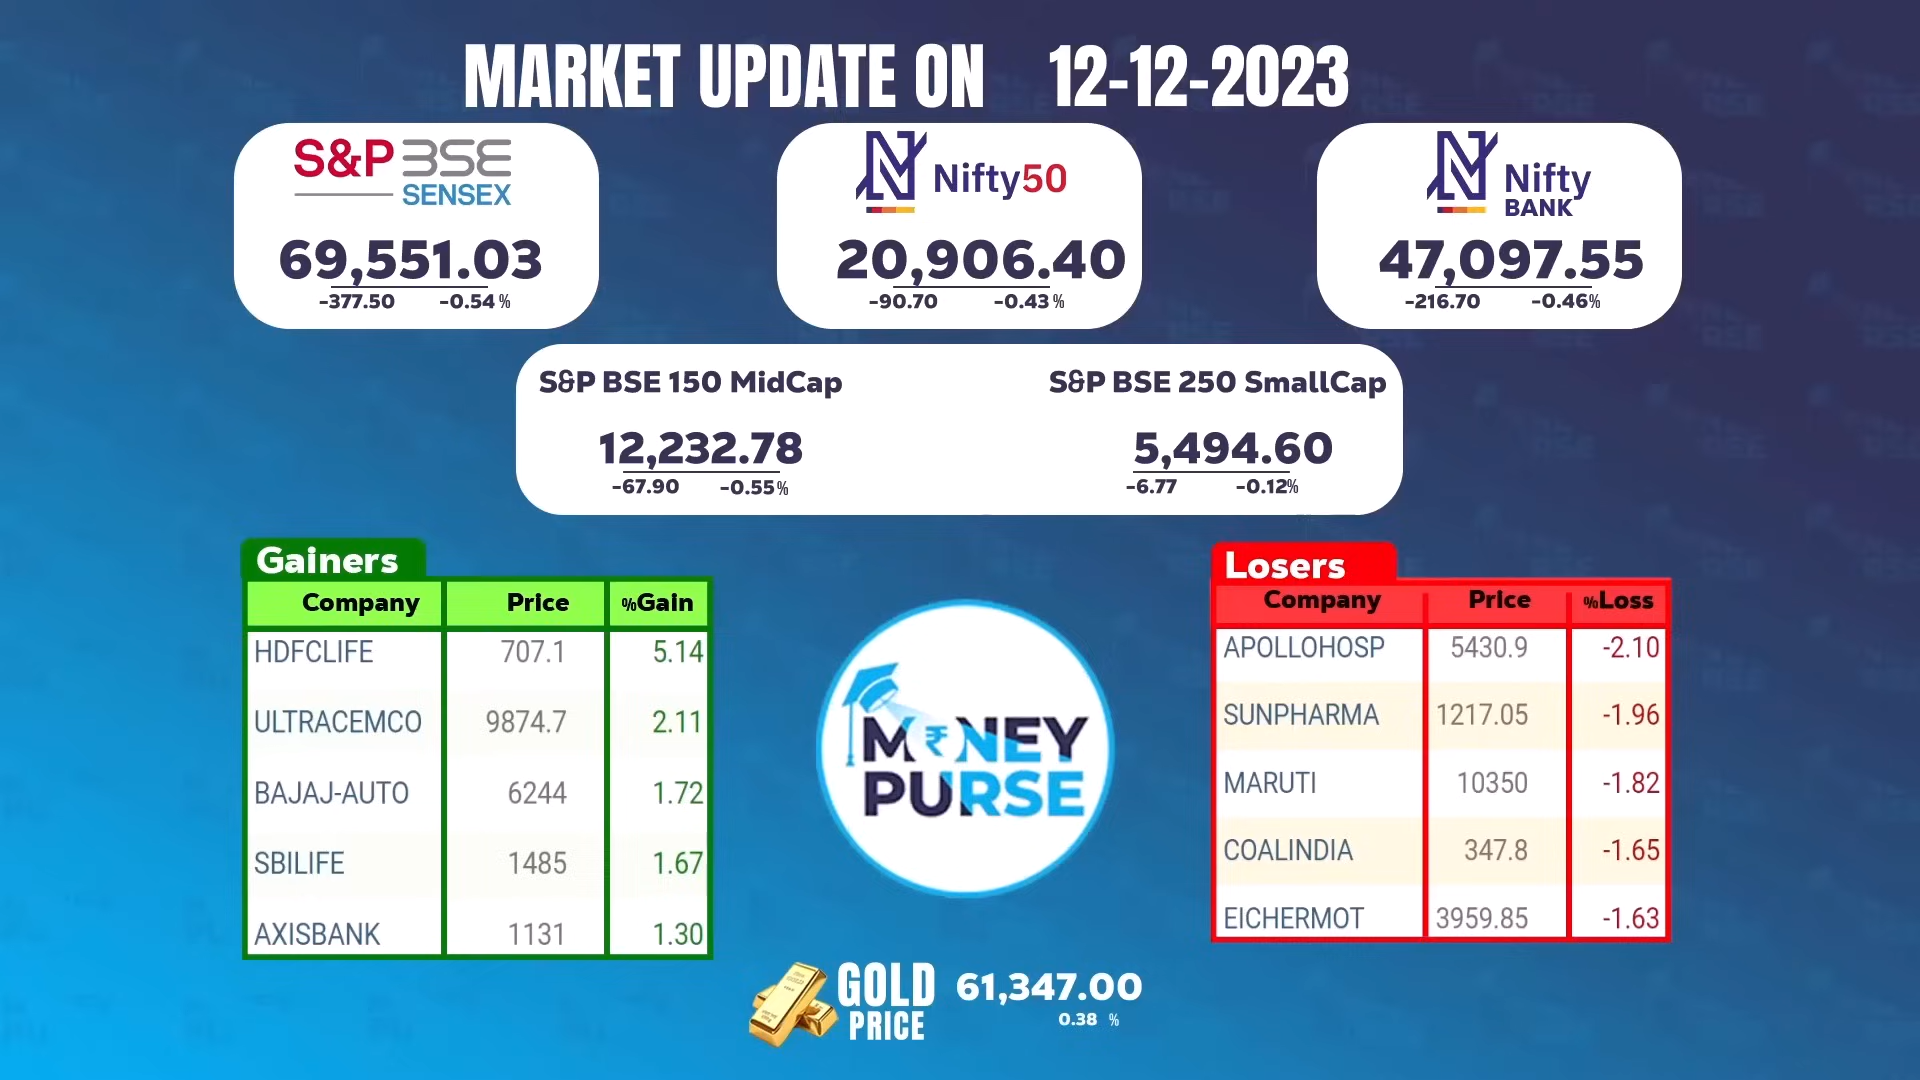 MARKET UPDATE ON 12-12-2023
S&P BSE
SENSEX
69,551.03
-377.50 -0.54 %
Nifty50
20,906.40
-90.70 -0.43 %
Nifty
BANK
47,097.55
-216.70 -0.46%
S&P BSE 150 MidCap
12,232.78
-67.90 -0.55%
S&P BSE 250 SmallCap
5,494.60
-6.77 -0.12%
Gainers
Company Price %Gain
HDFCLIFE 707.1 5.14
ULTRACEMCO 9874.7 2.11
BAJAJ-AUTO 6244 1.72
SBILIFE 1485 1.67
AXISBANK 1131 1.30
M₹NEY
PURSE
Losers
Company Price %Loss
APOLLOHOSP 5430.9 -2.10
SUNPHARMA 1217.05 -1.96
MARUTI 10350 -1.82
COALINDIA 347.8 -1.65
EICHERMOT 3959.85 -1.63
GOLD
PRICE
61,347.00
0.38 %